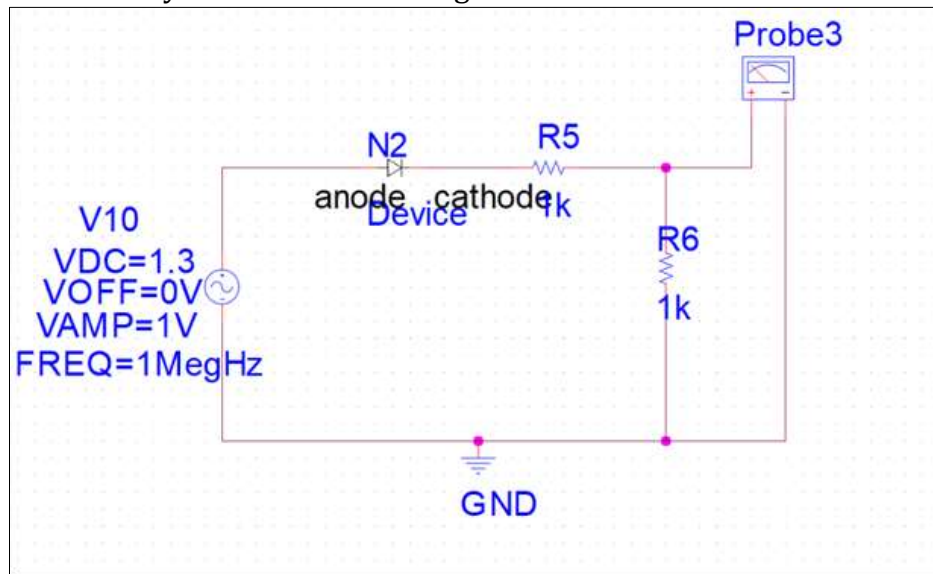 Probe3
N2
R5
anode cathode
Device
1k
V10
VDC=1.3
VOFF=0V
VAMP=1V
FREQ=1MegHz
R6
1k
GND